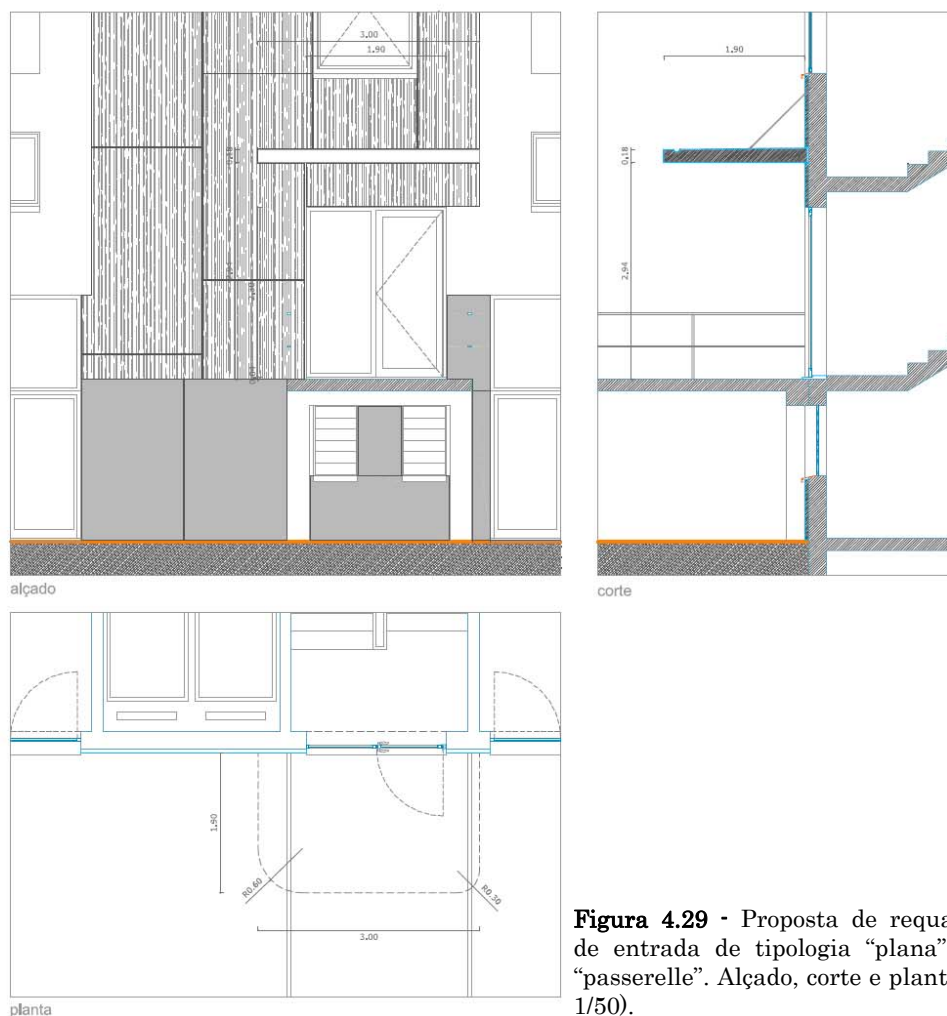 3.00
1.90
0.18
alçado
1.90
0.18
2.94
corte
1.90
R0.60
R0.30
3.00
planta
Figura 4.29 - Proposta de requa
de entrada de tipologia “plana”
“passerelle”. Alçado, corte e plant
1/50).